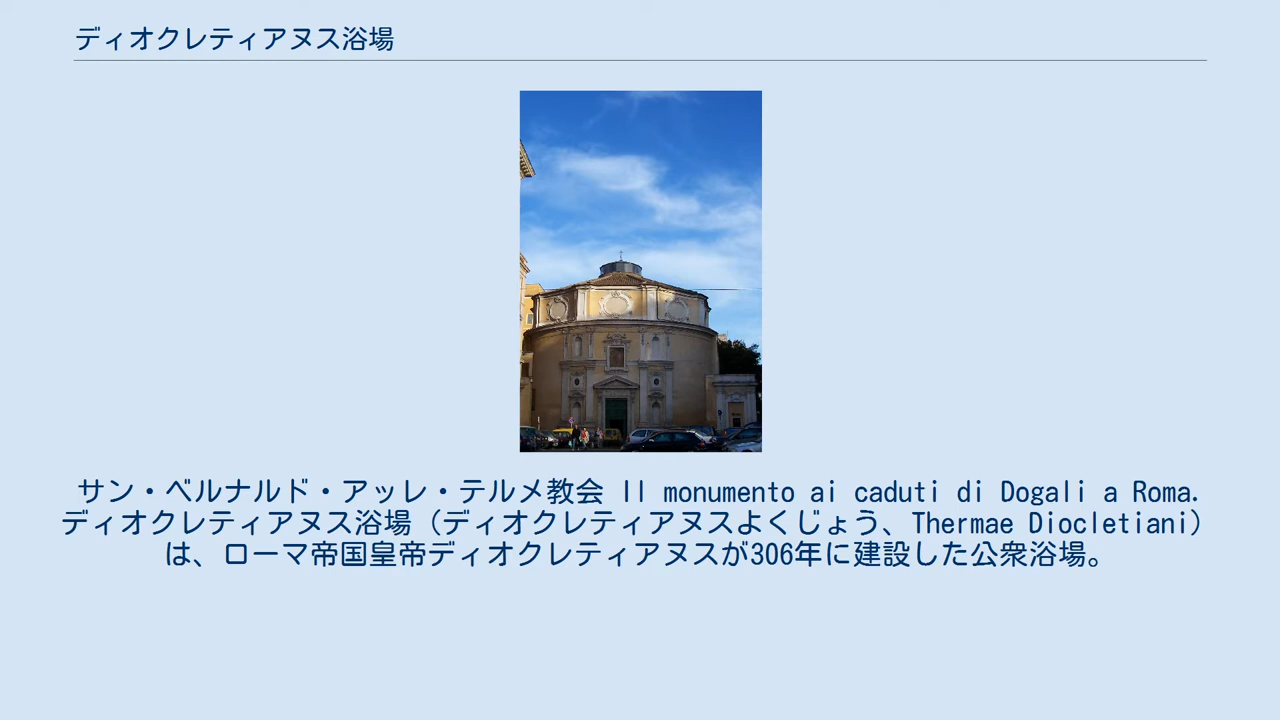 ディオクレティアヌス浴場
サン・ベルナルド・アッレ・テルメ教会 Il monumento ai caduti di Dogali a Roma.
ディオクレティアヌス浴場（ディオクレティアヌスよくじょう、Thermae Diocletiani）
は、ローマ帝国皇帝ディオクレティアヌスが306年に建設した公衆浴場。